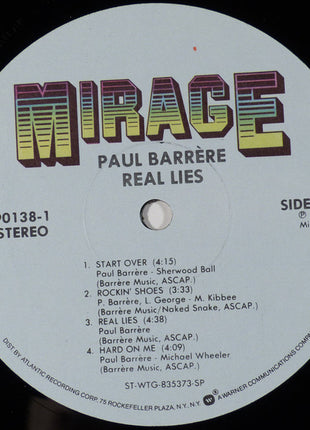 MIRAGE
PAUL BARRÈRE
REAL LIES
90138-1
STEREO
SIDE
℗
Mi
1. START OVER (4:15)
Paul Barrère - Sherwood Ball
(Barrère Music, ASCAP.)
2. ROCKIN' SHOES (3:33)
P. Barrère, L. George - M. Kibbee
(Barrère Music/Naked Snake, ASCAP.)
3. REAL LIES (4:38)
Paul Barrère
(Barrère Music, ASCAP.)
4. HARD ON ME (4:09)
Paul Barrère - Michael Wheeler
(Barrère Music, ASCAP.)
ST-WTG-835373-SP
DIST BY ATLANTIC RECORDING CORP. 75 ROCKEFELLER PLAZA, N.Y., N.Y. A WARNER COMMUNICATIONS